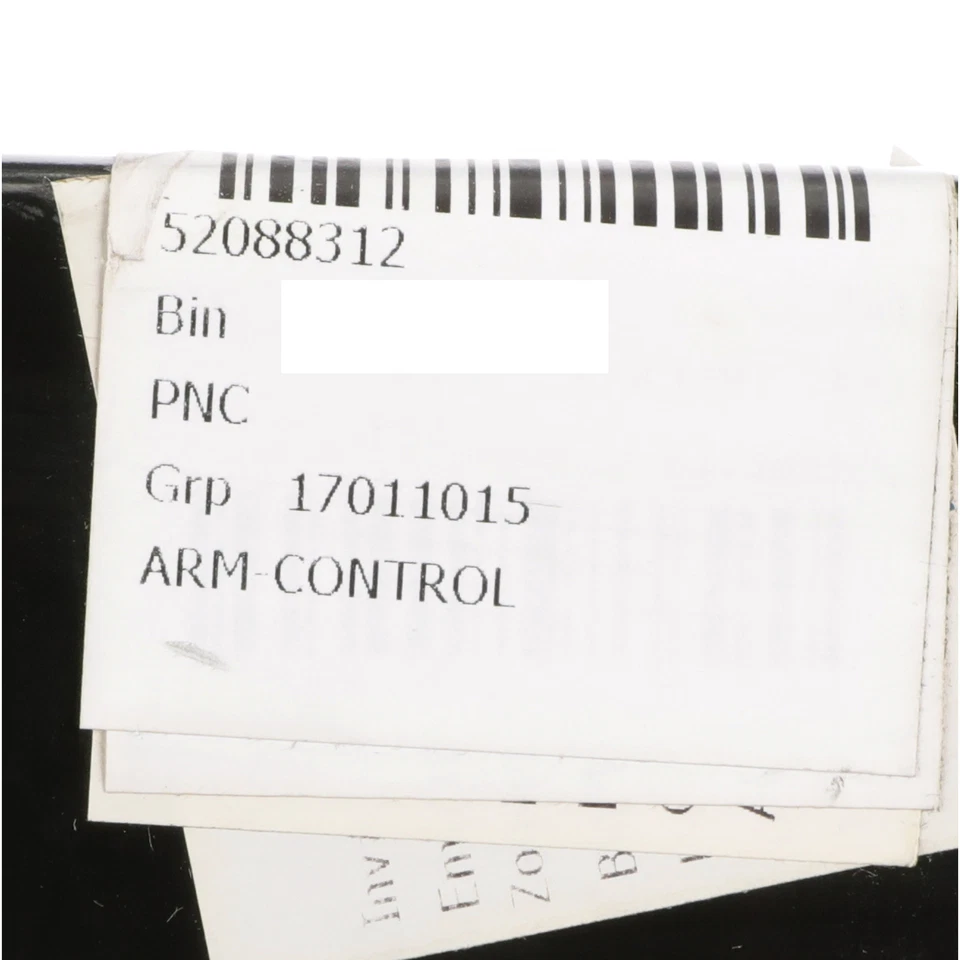 52088312
Bin
PNC
Grp 17011015
ARM-CONTROL